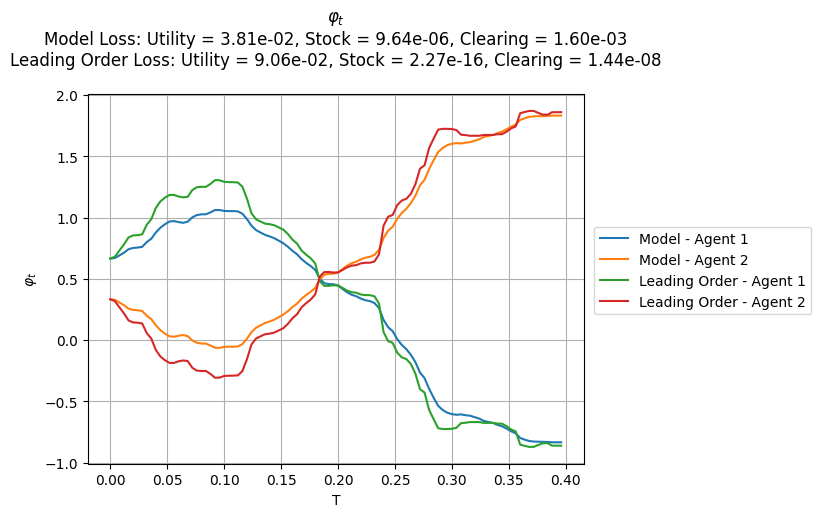 φₜ
Model Loss: Utility = 3.81e-02, Stock = 9.64e-06, Clearing = 1.60e-03
Leading Order Loss: Utility = 9.06e-02, Stock = 2.27e-16, Clearing = 1.44e-08
2.0
1.5
1.0
0.5
0.0
−0.5
−1.0
φₜ
0.00 0.05 0.10 0.15 0.20 0.25 0.30 0.35 0.40
T
Model - Agent 1
Model - Agent 2
Leading Order - Agent 1
Leading Order - Agent 2